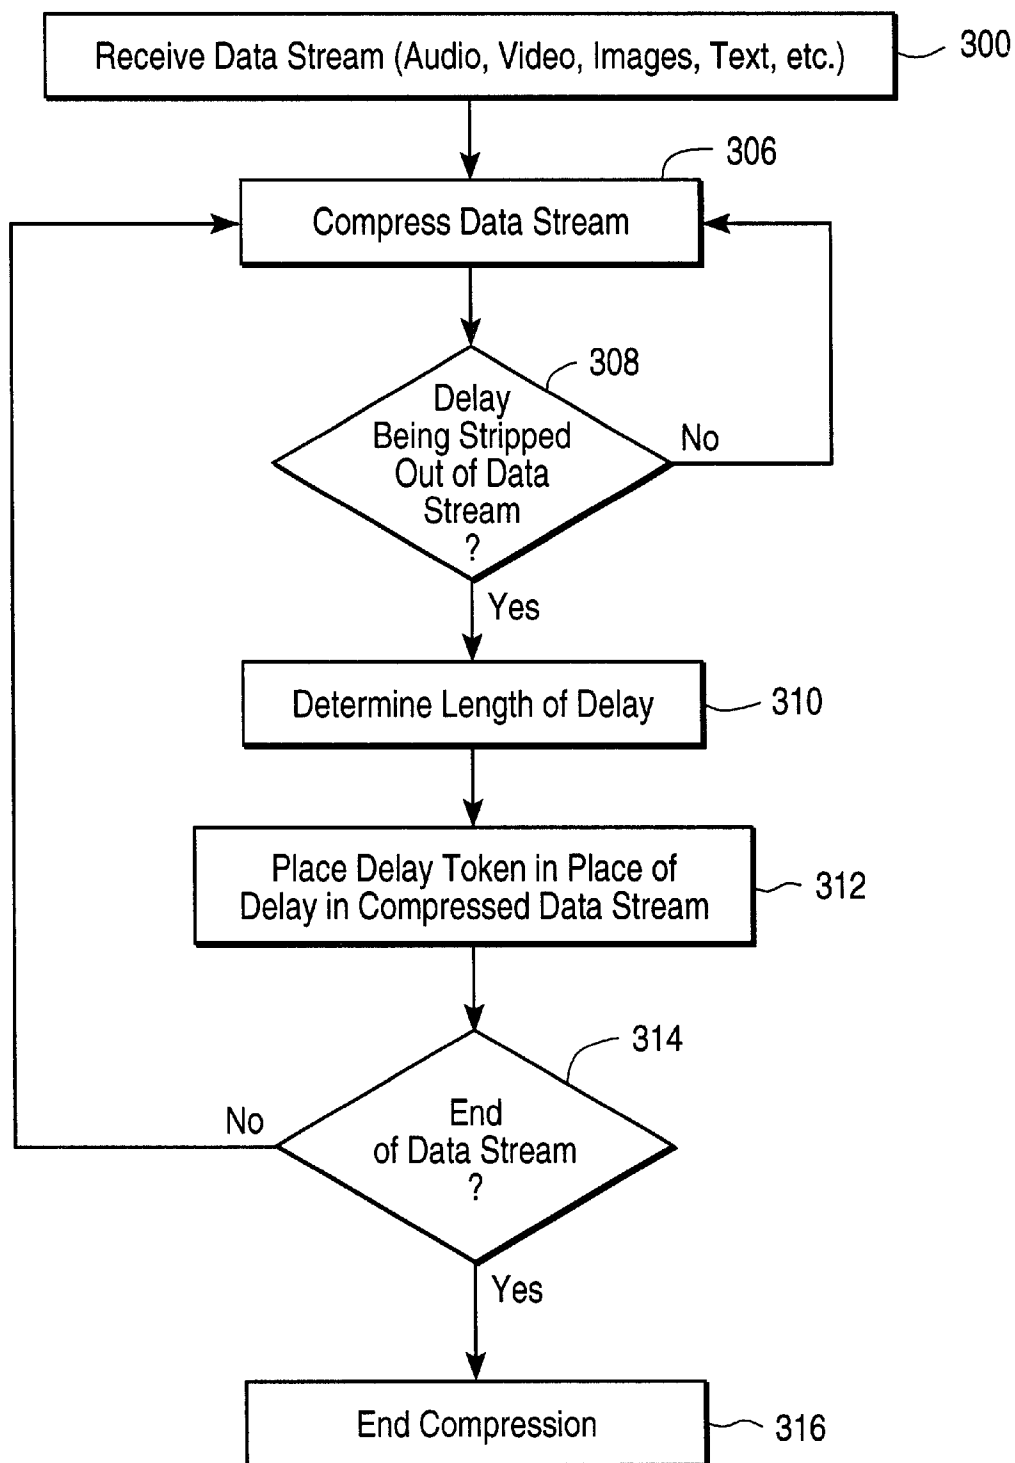 Receive Data Stream (Audio, Video, Images, Text, etc.)
300
306
Compress Data Stream
308
Delay
Being Stripped
Out of Data
Stream
?
No
Yes
Determine Length of Delay
310
Place Delay Token in Place of
Delay in Compressed Data Stream
312
314
End
of Data Stream
?
No
Yes
End Compression
316